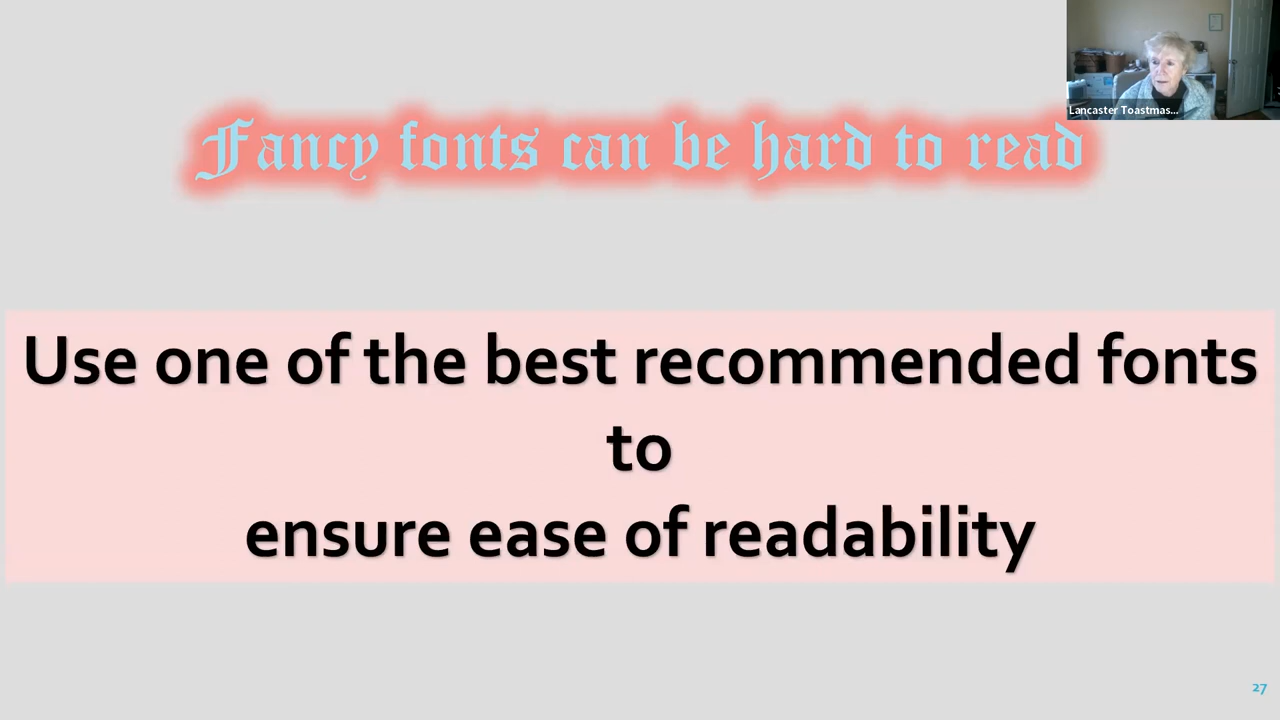 Lancaster Toastmas...
Fancy fonts can be hard to read
Use one of the best recommended fonts
to
ensure ease of readability
27